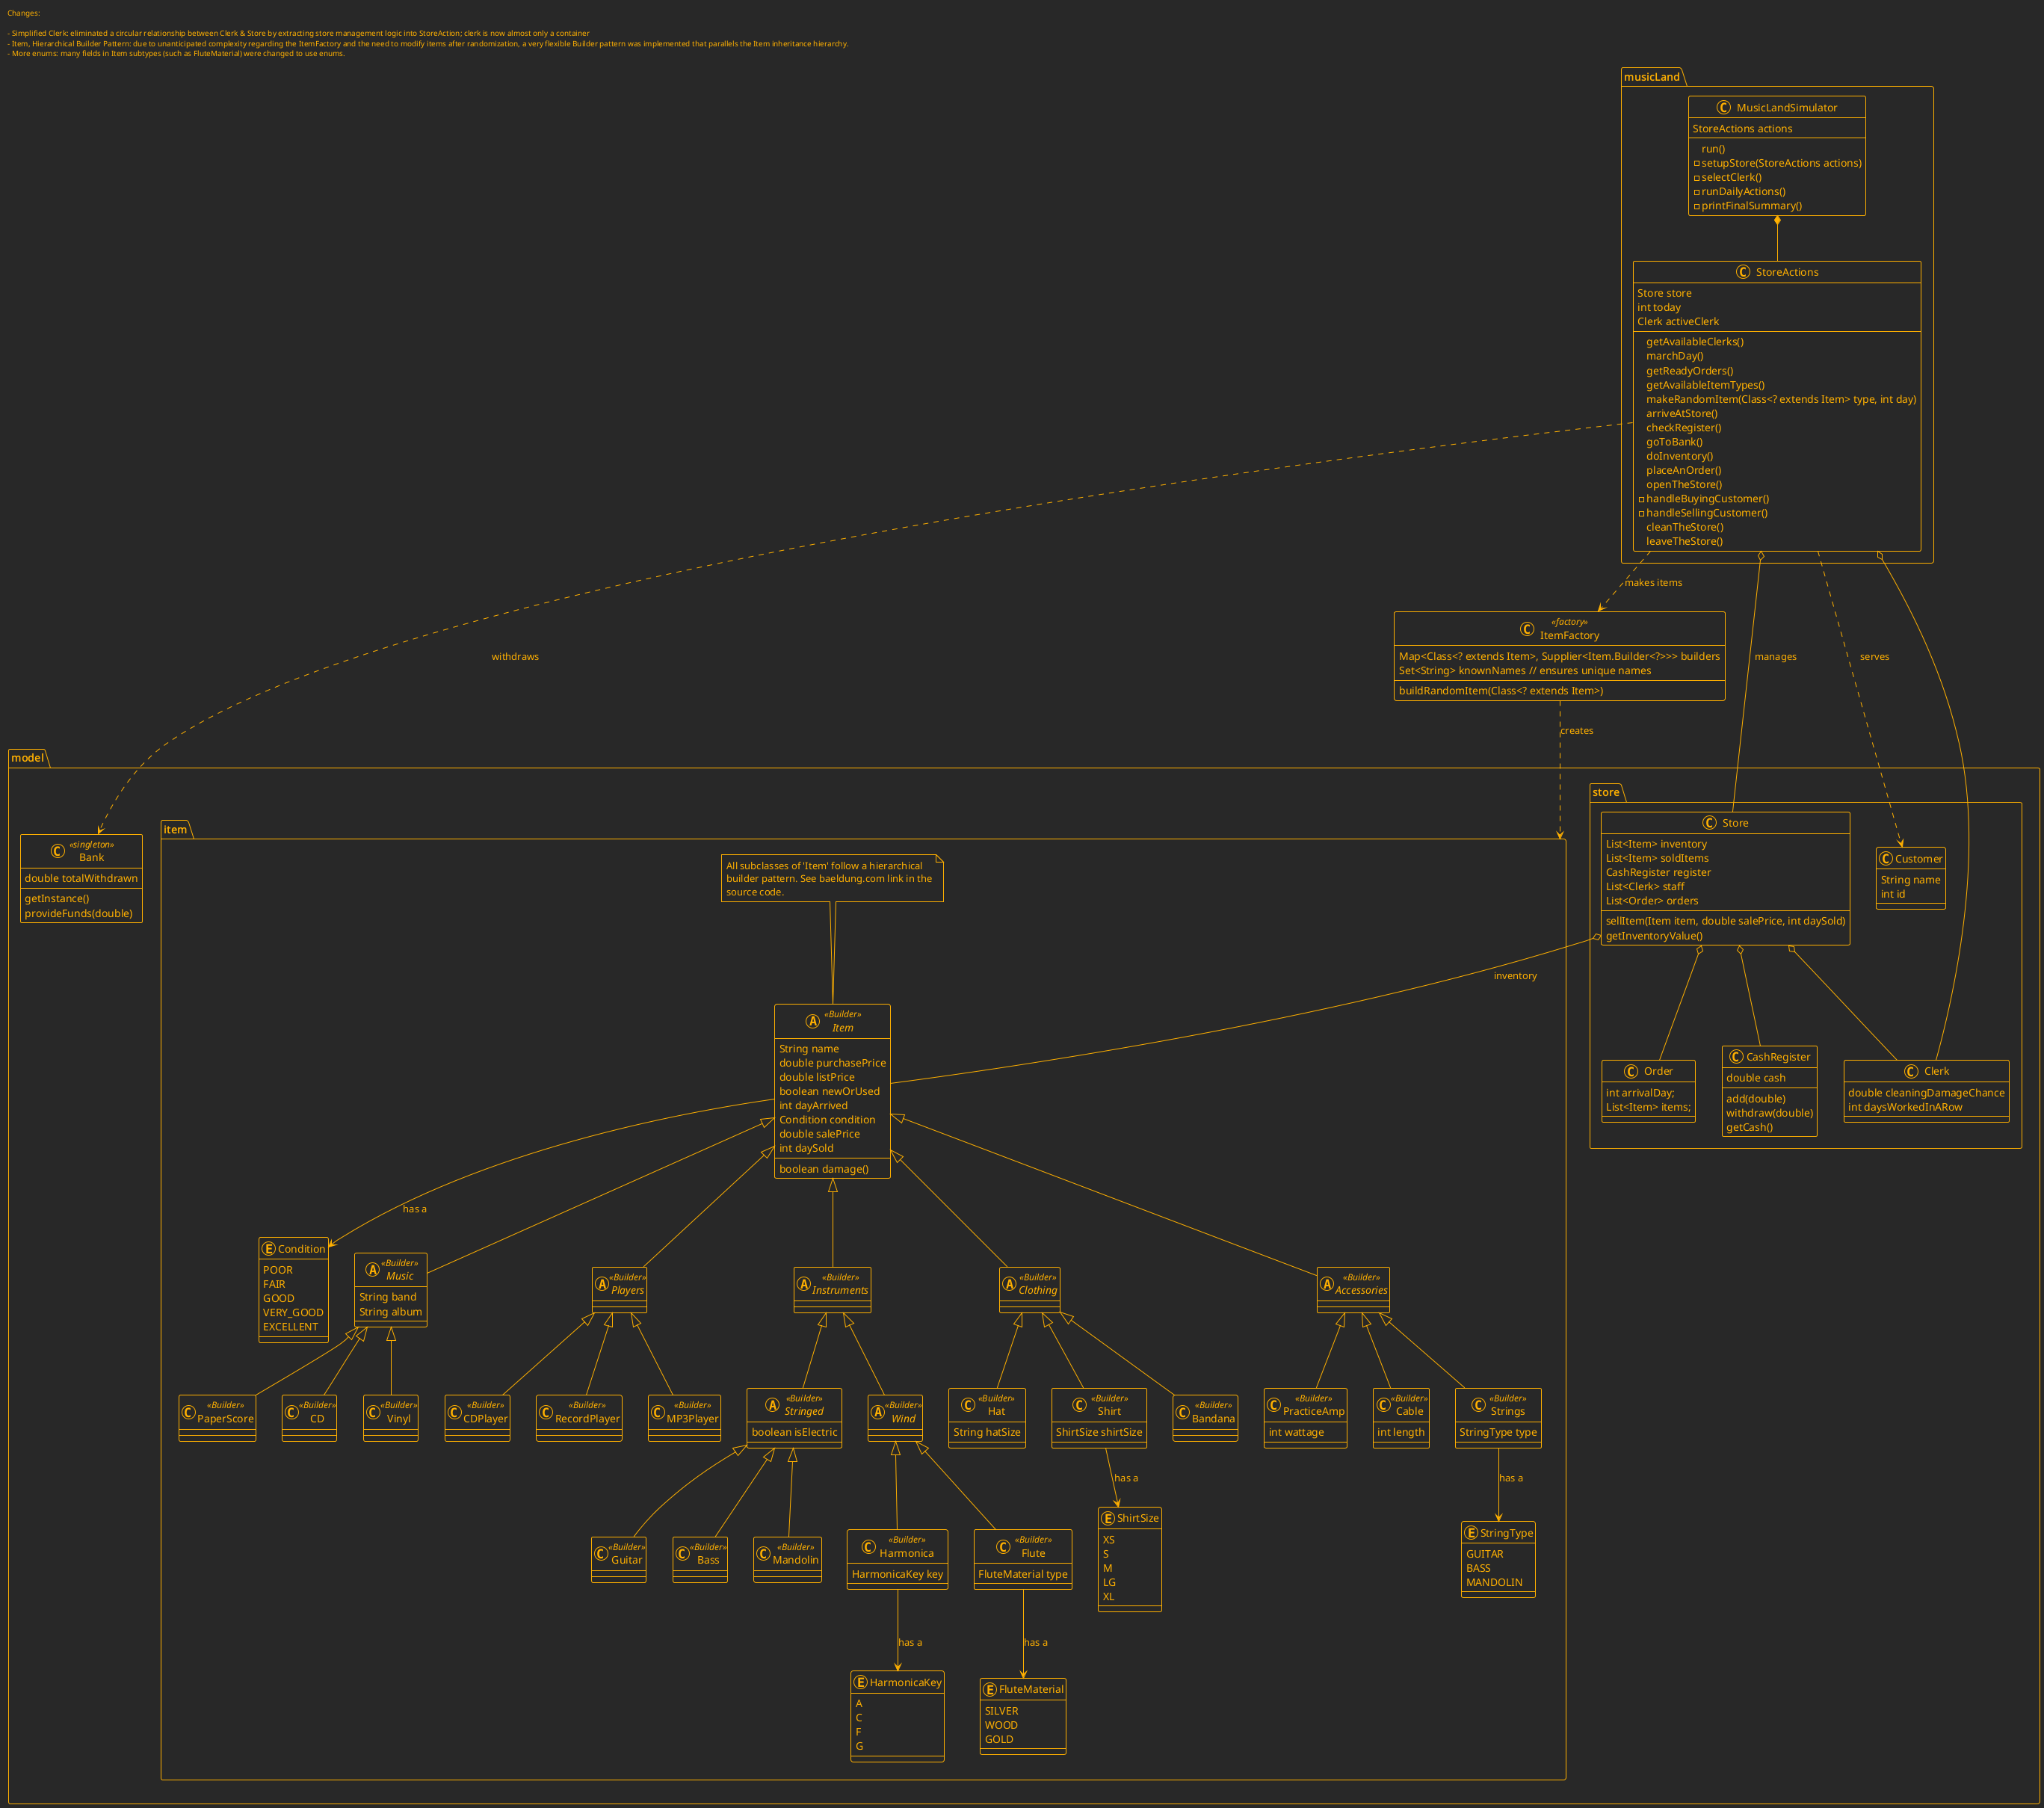 Changes:
- Simplified Clerk: eliminated a circular relationship between Clerk & Store by extracting store management logic into StoreAction; clerk is now almost only a container
- Item, Hierarchical Builder Pattern: due to unanticipated complexity regarding the ItemFactory and the need to modify items after randomization, a very flexible Builder pattern was implemented that parallels the Item inheritance hierarchy.
- More enums: many fields in Item subtypes (such as FluteMaterial) were changed to use enums.
musicLand
C MusicLandSimulator
StoreActions actions
run()
setupStore(StoreActions actions)
selectClerk()
runDailyActions()
printFinalSummary()
C StoreActions
Store store
int today
Clerk activeClerk
getAvailableClerks()
marchDay()
getReadyOrders()
getAvailableItemTypes()
makeRandomItem(Class<? extends Item> type, int day)
arriveAtStore()
checkRegister()
goToBank()
doInventory()
placeAnOrder()
openTheStore()
handleBuyingCustomer()
handleSellingCustomer()
cleanTheStore()
leaveTheStore()
makes items
withdraws
manages
serves
C «factory»
ItemFactory
Map<Class<? extends Item>, Supplier<Item.Builder<?>>> builders
Set<String> knownNames // ensures unique names
buildRandomItem(Class<? extends Item>)
creates
model
C «singleton»
Bank
double totalWithdrawn
getInstance()
provideFunds(double)
item
All subclasses of 'Item' follow a hierarchical
builder pattern. See baeldung.com link in the
source code.
store
C Store
List<Item> inventory
List<Item> soldItems
CashRegister register
List<Clerk> staff
List<Order> orders
sellItem(Item item, double salePrice, int daySold)
getInventoryValue()
C Customer
String name
int id
inventory
A «Builder»
Item
String name
double purchasePrice
double listPrice
boolean newOrUsed
int dayArrived
Condition condition
double salePrice
int daySold
boolean damage()
C Order
int arrivalDay;
List<Item> items;
C CashRegister
double cash
add(double)
withdraw(double)
getCash()
C Clerk
double cleaningDamageChance
int daysWorkedInARow
has a
E Condition
POOR
FAIR
GOOD
VERY_GOOD
EXCELLENT
A «Builder»
Music
String band
String album
A «Builder»
Players
A «Builder»
Instruments
A «Builder»
Clothing
A «Builder»
Accessories
C «Builder»
PaperScore
C «Builder»
CD
C «Builder»
Vinyl
C «Builder»
CDPlayer
C «Builder»
RecordPlayer
C «Builder»
MP3Player
A «Builder»
Stringed
boolean isElectric
A «Builder»
Wind
C «Builder»
Hat
String hatSize
C «Builder»
Shirt
ShirtSize shirtSize
C «Builder»
Bandana
C «Builder»
PracticeAmp
int wattage
C «Builder»
Cable
int length
C «Builder»
Strings
StringType type
has a
has a
C «Builder»
Guitar
C «Builder»
Bass
C «Builder»
Mandolin
C «Builder»
Harmonica
HarmonicaKey key
C «Builder»
Flute
FluteMaterial type
E ShirtSize
XS
S
M
LG
XL
E StringType
GUITAR
BASS
MANDOLIN
has a
has a
E HarmonicaKey
A
C
F
G
E FluteMaterial
SILVER
WOOD
GOLD